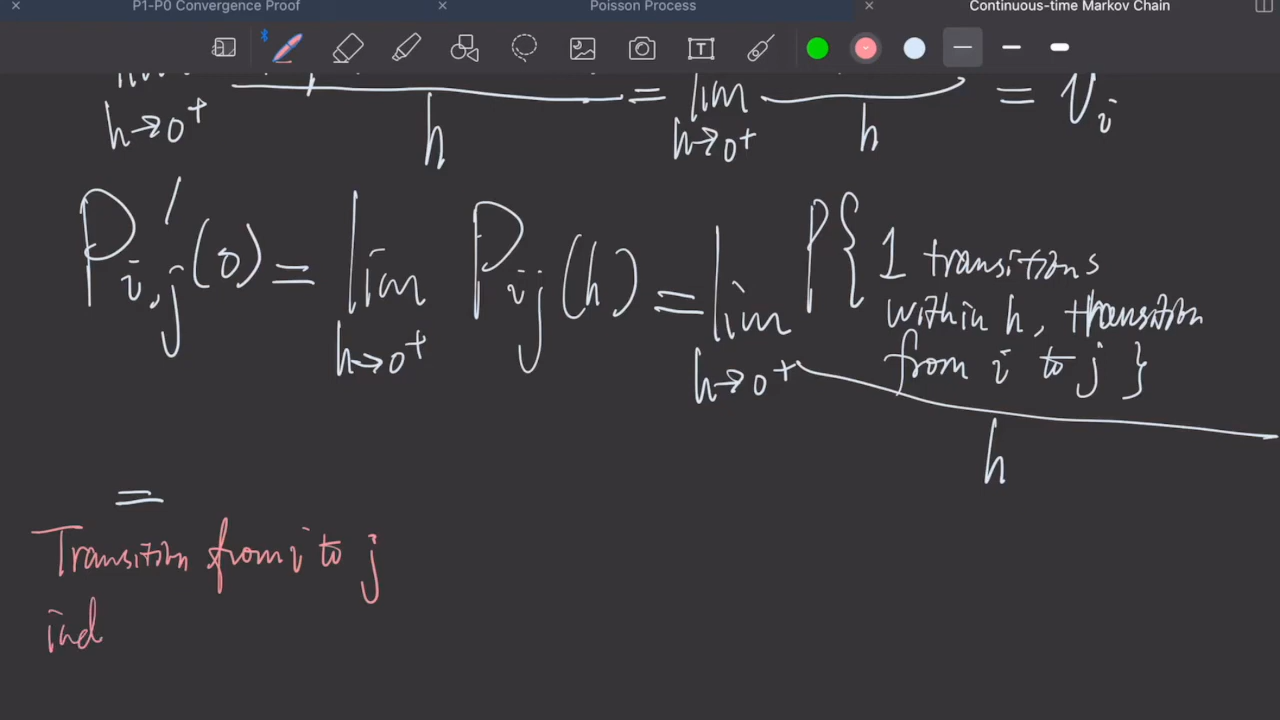 P1-P0 Convergence Proof
Poisson Process
Continuous-time Markov Chain
h→0⁺ h = lim h→0⁺ h = νᵢ
P'ᵢ,ⱼ(0) = lim h→0⁺ Pᵢⱼ(h) = lim h→0⁺ P{ 1 transitions
within h, transition
from i to j }
h
=
Transition from i to j
ind